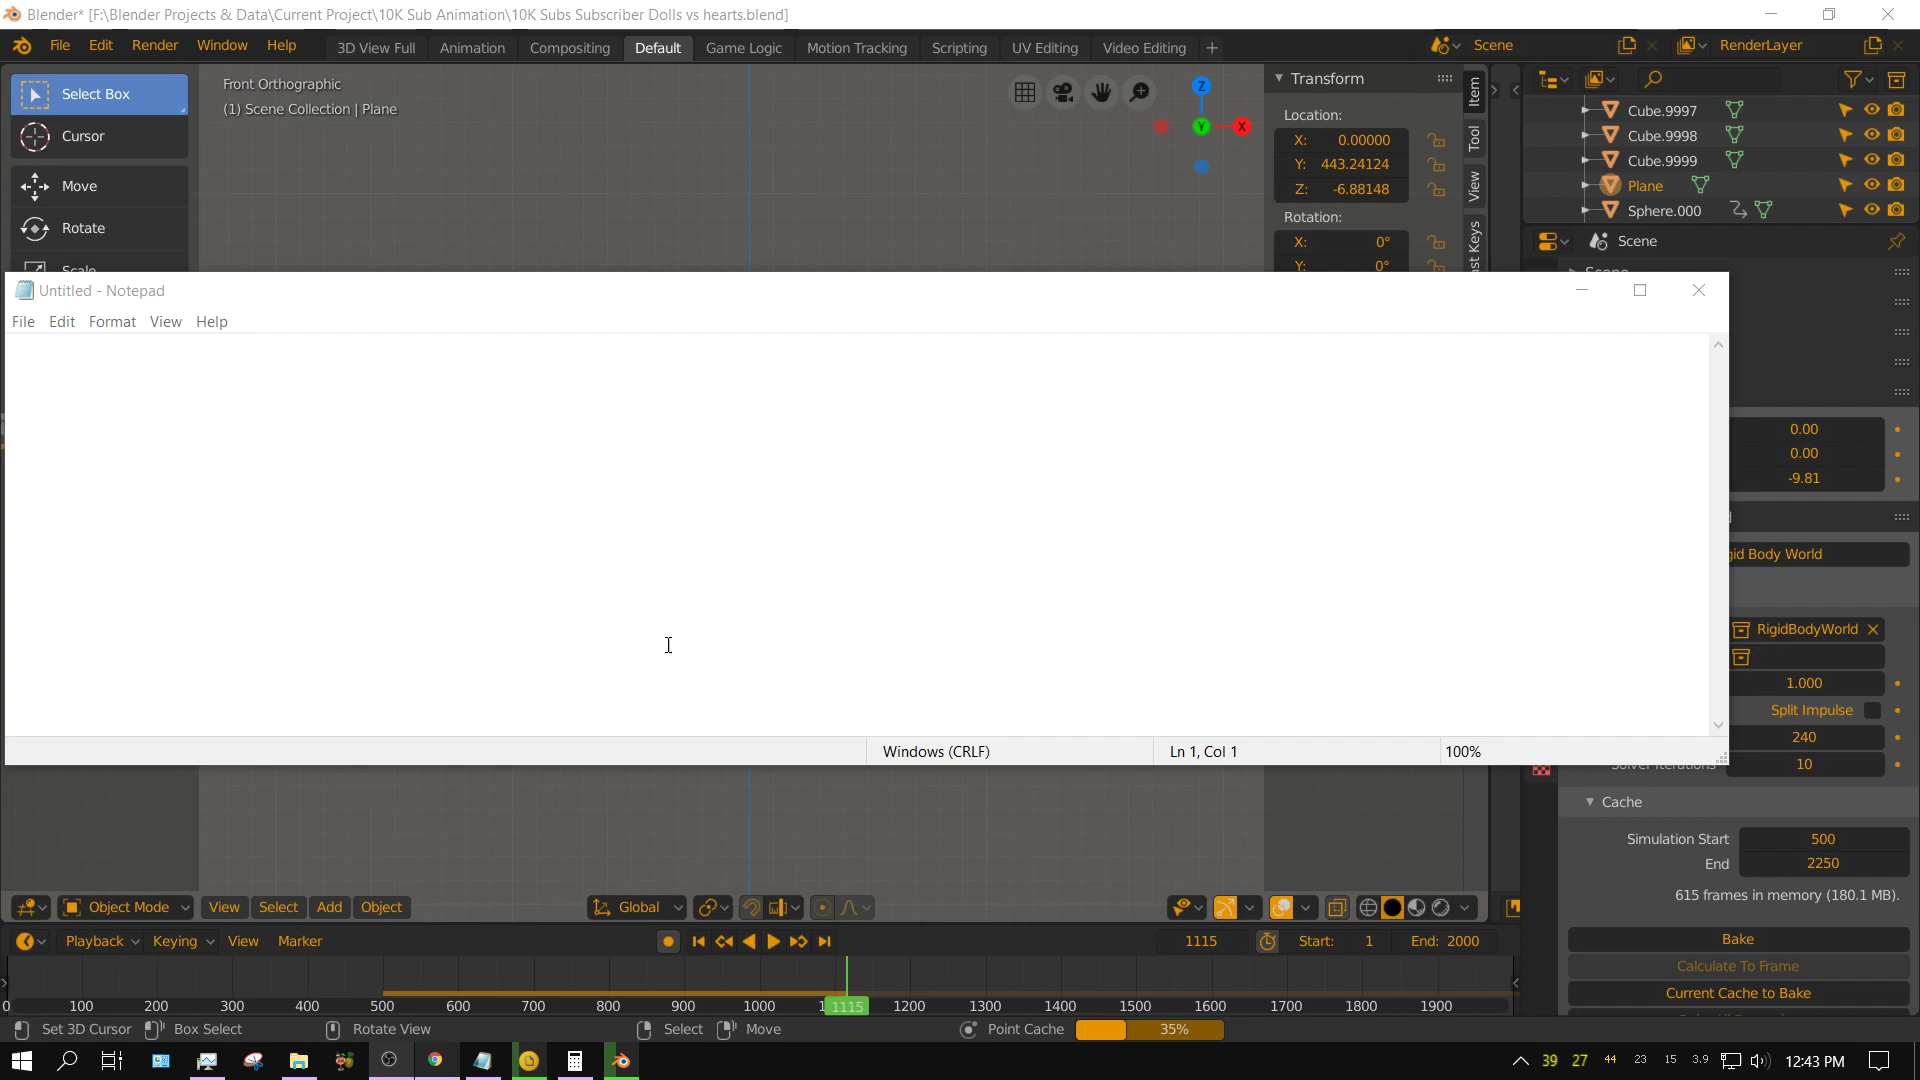 Blender* [F:\Blender Projects & Data\Current Project\10K Sub Animation\10K Subs Subscriber Dolls vs hearts.blend]
File Edit Render Window Help 3D View Full Animation Compositing Default Game Logic Motion Tracking Scripting UV Editing Video Editing + Scene RenderLayer
Select Box
Cursor
Move
Rotate
Front Orthographic
(1) Scene Collection | Plane
Z
Y
X
Transform
Location:
X: 0.00000
Y: 443.24124
Z: -6.88148
Rotation:
X: 0°
Y: 0°
Item
Tool
View
Cube.9997
Cube.9998
Cube.9999
Plane
Sphere.000
Scene
Untitled - Notepad
File Edit Format View Help
Windows (CRLF) Ln 1, Col 1 100%
0.00
0.00
-9.81
gid Body World
RigidBodyWorld
1.000
Split Impulse
240
10
Cache
Simulation Start 500
End 2250
615 frames in memory (180.1 MB).
Bake
Calculate To Frame
Current Cache to Bake
Object Mode View Select Add Object Global
Playback Keying View Marker 1115 Start: 1 End: 2000
0 100 200 300 400 500 600 700 800 900 1000 1115 1200 1300 1400 1500 1600 1700 1800 1900
Set 3D Cursor Box Select Rotate View Select Move Point Cache 35%
39 27 44 23 15 3.9 12:43 PM